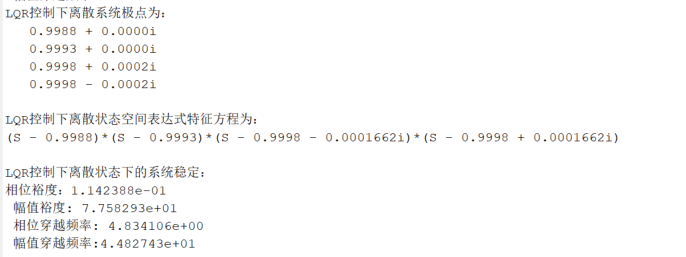 LQR控制下离散系统极点为:
0.9988 + 0.0000i
0.9993 + 0.0000i
0.9998 + 0.0002i
0.9998 - 0.0002i
LQR控制下离散状态空间表达式特征方程为:
(S - 0.9988)*(S - 0.9993)*(S - 0.9998 - 0.0001662i)*(S - 0.9998 + 0.0001662i)
LQR控制下离散状态下的系统稳定:
相位裕度: 1.142388e-01
幅值裕度: 7.758293e+01
相位穿越频率: 4.834106e+00
幅值穿越频率:4.482743e+01